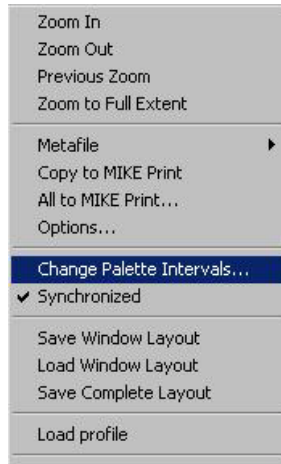 Zoom In
Zoom Out
Previous Zoom
Zoom to Full Extent
Metafile
Copy to MIKE Print
All to MIKE Print...
Options...
Change Palette Intervals...
Synchronized
Save Window Layout
Load Window Layout
Save Complete Layout
Load profile